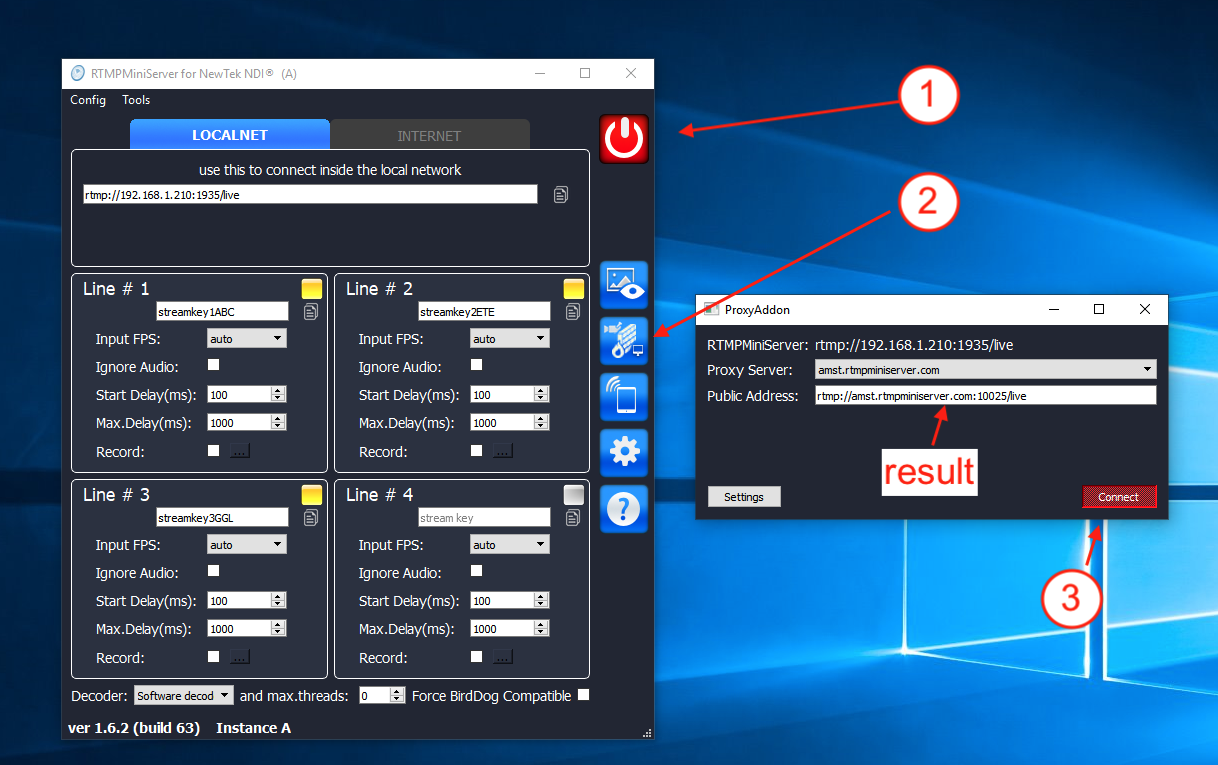 RTMPMiniServer for NewTek NDI® (A)
Config Tools
LOCALNET INTERNET
use this to connect inside the local network
rtmp://192.168.1.210:1935/live
Line # 1
streamkey1ABC
Input FPS: auto
Ignore Audio:
Start Delay(ms): 100
Max.Delay(ms): 1000
Record: ...
Line # 2
streamkey2ETE
Input FPS: auto
Ignore Audio:
Start Delay(ms): 100
Max.Delay(ms): 1000
Record: ...
Line # 3
streamkey3GGL
Input FPS: auto
Ignore Audio:
Start Delay(ms): 100
Max.Delay(ms): 1000
Record: ...
Line # 4
stream key
Input FPS: auto
Ignore Audio:
Start Delay(ms): 100
Max.Delay(ms): 1000
Record: ...
Decoder: Software decod and max.threads: 0 Force BirdDog Compatible
ver 1.6.2 (build 63) Instance A
?
1
2
ProxyAddon
RTMPMiniServer: rtmp://192.168.1.210:1935/live
Proxy Server: amst.rtmpminiserver.com
Public Address: rtmp://amst.rtmpminiserver.com:10025/live
result
Settings Connect
3